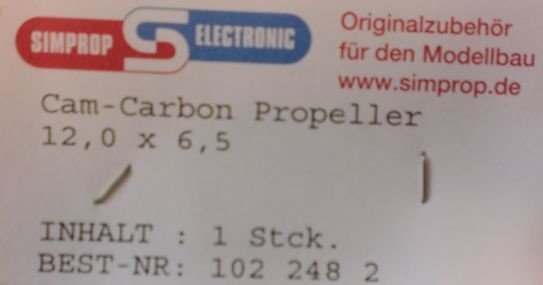 SIMPROP ELECTRONIC
Originalzubehör
für den Modellbau
www.simprop.de
Cam-Carbon Propeller
12,0 x 6,5
INHALT : 1 Stck.
BEST-NR: 102 248 2